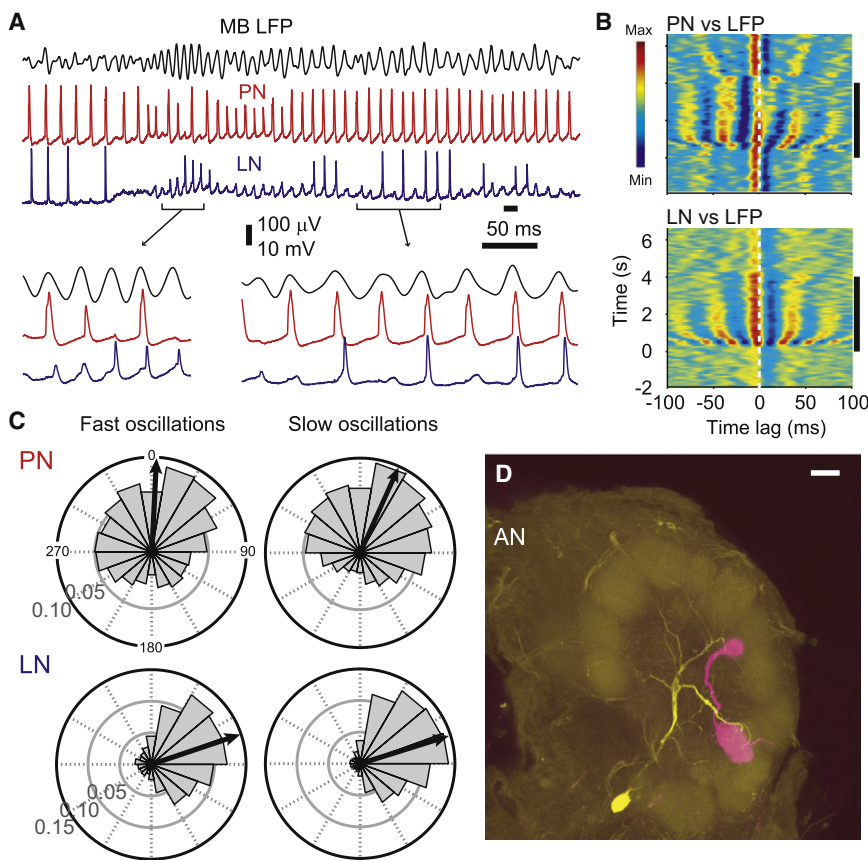 A
MB LFP
PN
LN
100 μV
10 mV
50 ms
B
PN vs LFP
Max
Min
LN vs LFP
Time (s)
6
4
2
0
-2
-100 -50 0 50 100
Time lag (ms)
C
Fast oscillations Slow oscillations
PN
0
270 90
180
0.05
0.10
LN
0.05
0.10
0.15
D
AN